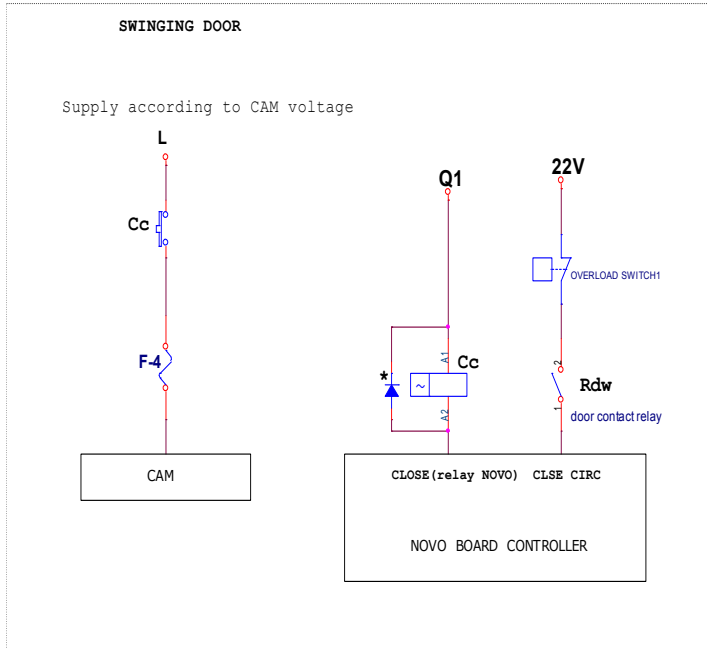 SWINGING DOOR
Supply according to CAM voltage
L
Q1
22V
Cc
OVERLOAD SWITCH1
F-4
A1
Cc
2
*
~
Rdw
A2
1
door contact relay
CAM
CLOSE(relay NOVO)
CLSE CIRC
NOVO BOARD CONTROLLER